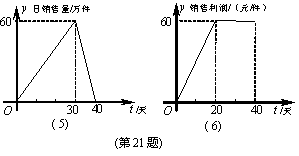 y 日销售量/万件
60
O
30
40
t /天
(5)
y 销售利润/（元/件）
60
O
20
40
t /天
(6)
(第21题)